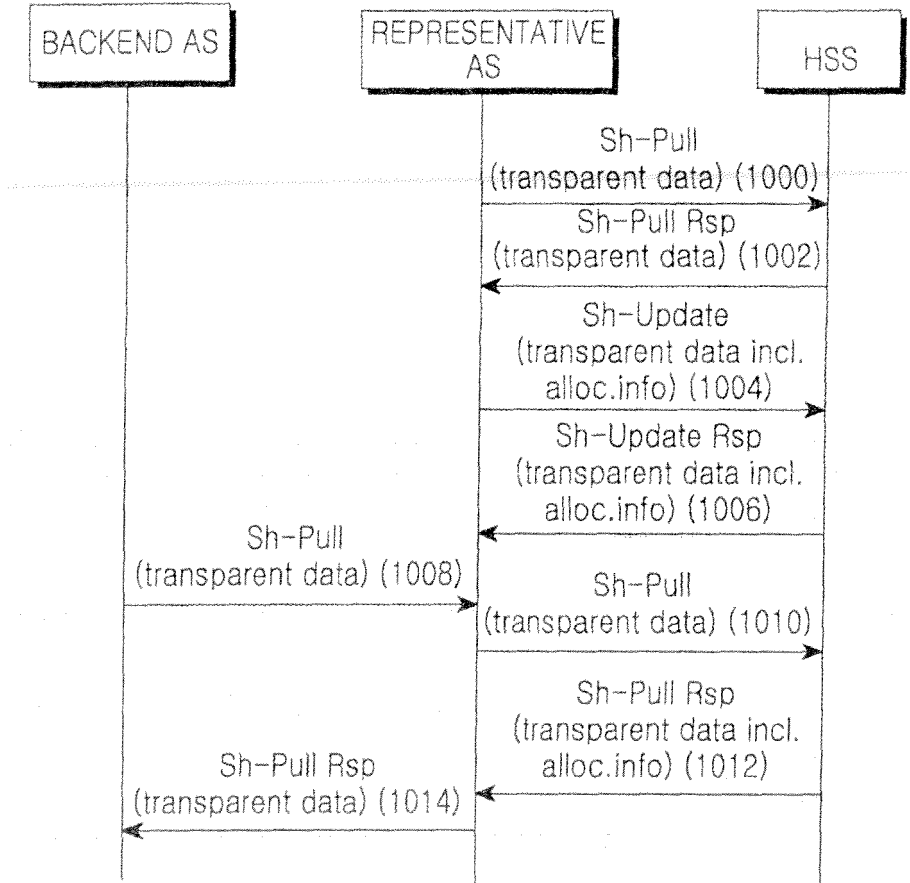 BACKEND AS
REPRESENTATIVE
AS
HSS
Sh-Pull
(transparent data) (1000)
Sh-Pull Rsp
(transparent data) (1002)
Sh-Update
(transparent data incl.
alloc.info) (1004)
Sh-Update Rsp
(transparent data incl.
alloc.info) (1006)
Sh-Pull
(transparent data) (1008)
Sh-Pull
(transparent data) (1010)
Sh-Pull Rsp
(transparent data incl.
alloc.info) (1012)
Sh-Pull Rsp
(transparent data) (1014)